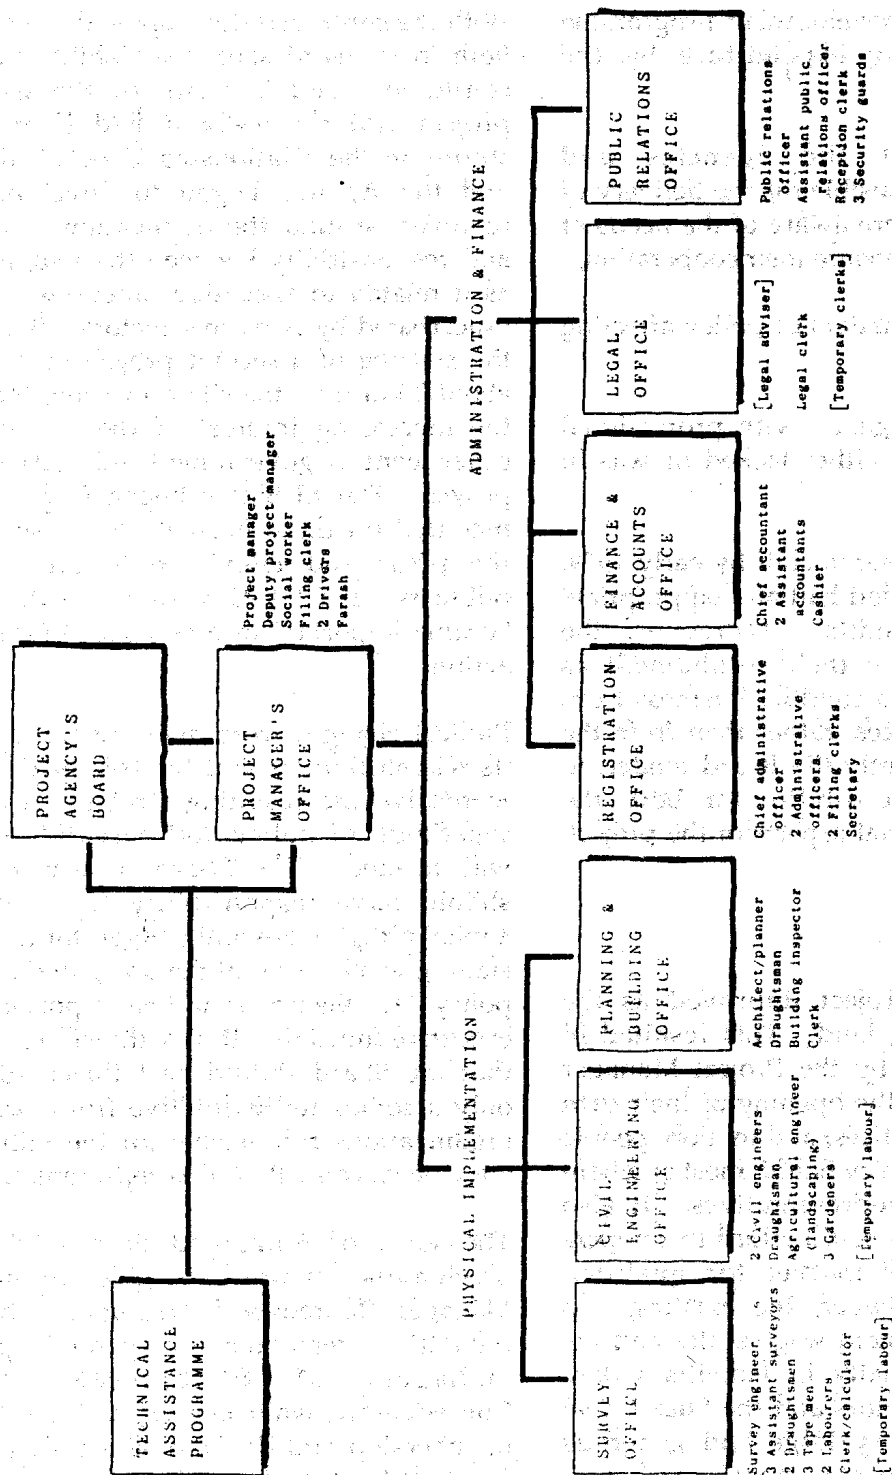 TECHNICAL
ASSISTANCE
PROGRAMME
PROJECT
AGENCY'S
BOARD
PROJECT
MANAGER'S
OFFICE
Project manager
Deputy project manager
Social worker
Filing clerk
2 Drivers
Farash
PHYSICAL IMPLEMENTATION
ADMINISTRATION & FINANCE
SURVEY
OFFICE
Survey engineer
3 Assistant surveyors
2 Draughtsmen
3 Tape men
2 Labourers
Clerk/calculator
[Temporary labour]
CIVIL
ENGINEERING
OFFICE
2 Civil engineers
Draughtsman
Agricultural engineer
(landscaping)
3 Gardeners
[Temporary labour]
PLANNING &
BUILDING
OFFICE
Architect/planner
Draughtsman
Building inspector
Clerk
REGISTRATION
OFFICE
Chief administrative
officer
2 Administrative
officers
2 Filing clerks
Secretary
FINANCE &
ACCOUNTS
OFFICE
Chief accountant
2 Assistant
accountants
Cashier
LEGAL
OFFICE
[Legal adviser]
Legal clerk
[Temporary clerks]
PUBLIC
RELATIONS
OFFICE
Public relations
officer
Assistant public
relations officer
Reception clerk
3 Security guards